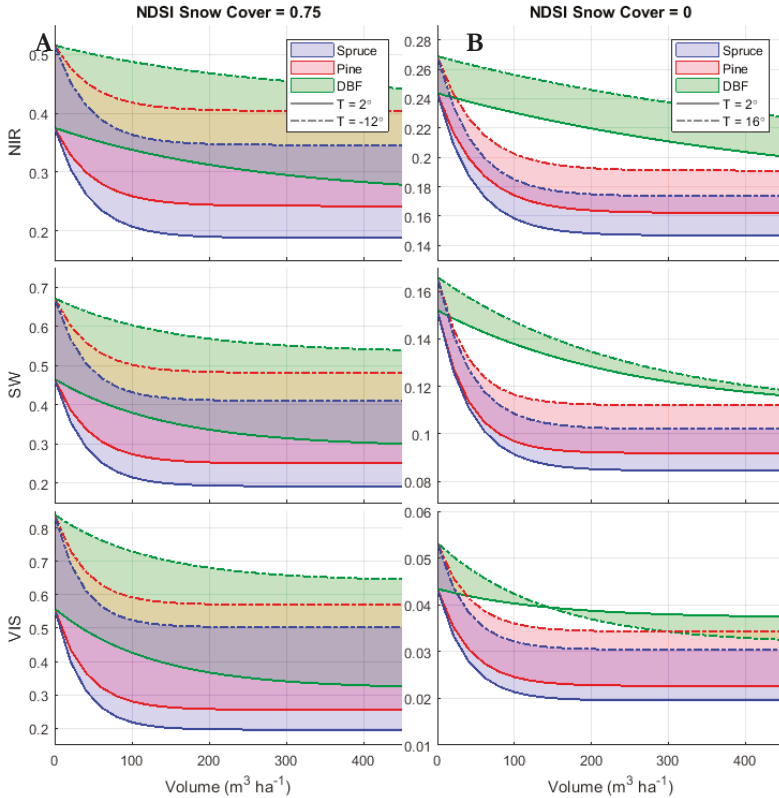 NDSI Snow Cover = 0.75
NDSI Snow Cover = 0
A
B
Spruce
Pine
DBF
T = 2°
T = -12°
Spruce
Pine
DBF
T = 2°
T = 16°
NIR
0.5
0.4
0.3
0.2
0.28
0.26
0.24
0.22
0.2
0.18
0.16
0.14
SW
0.7
0.6
0.5
0.4
0.3
0.2
0.16
0.14
0.12
0.1
0.08
VIS
0.8
0.7
0.6
0.5
0.4
0.3
0.2
0.06
0.05
0.04
0.03
0.02
0.01
0 100 200 300 400
0 100 200 300 400
Volume (m³ ha⁻¹)
Volume (m³ ha⁻¹)